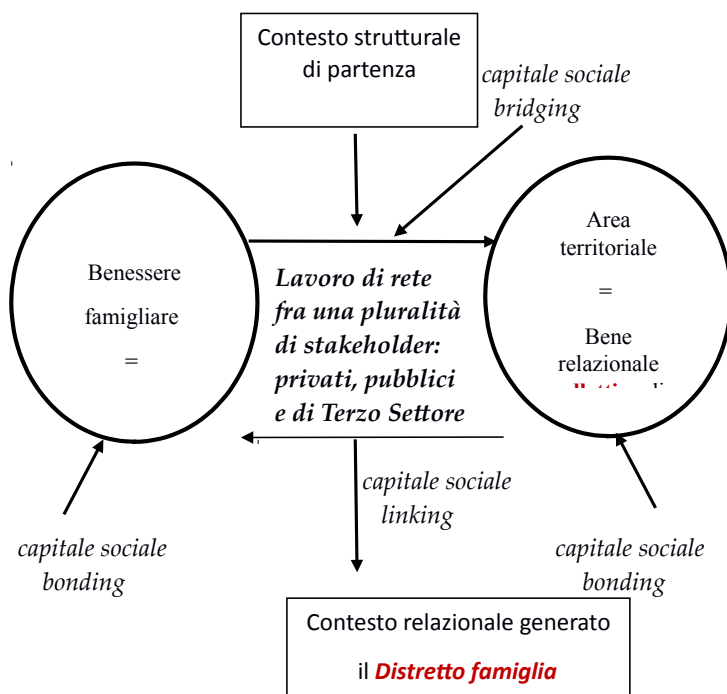 Contesto strutturale
di partenza
capitale sociale
bridging
Benessere
famigliare
=
Lavoro di rete
fra una pluralità
di stakeholder:
privati, pubblici
e di Terzo Settore
Area
territoriale
=
Bene
relazionale
capitale sociale
linking
capitale sociale
bonding
capitale sociale
bonding
Contesto relazionale generato
il Distretto famiglia